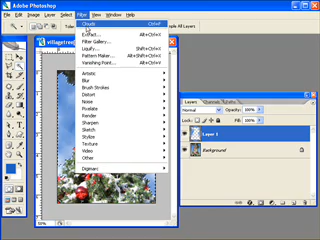 Adobe Photoshop
File Edit Image Layer Select Filter View Window Help
villagetree
Clouds Ctrl+F
Extract... Alt+Ctrl+X
Filter Gallery...
Liquify... Shift+Ctrl+X
Pattern Maker... Alt+Shift+Ctrl+X
Vanishing Point... Alt+Ctrl+V
Artistic
Blur
Brush Strokes
Distort
Noise
Pixelate
Render
Sharpen
Sketch
Stylize
Texture
Video
Other
Digimarc
Layers Channels Paths
Normal Opacity: 100%
Lock: Fill: 100%
Layer 1
Background
50%